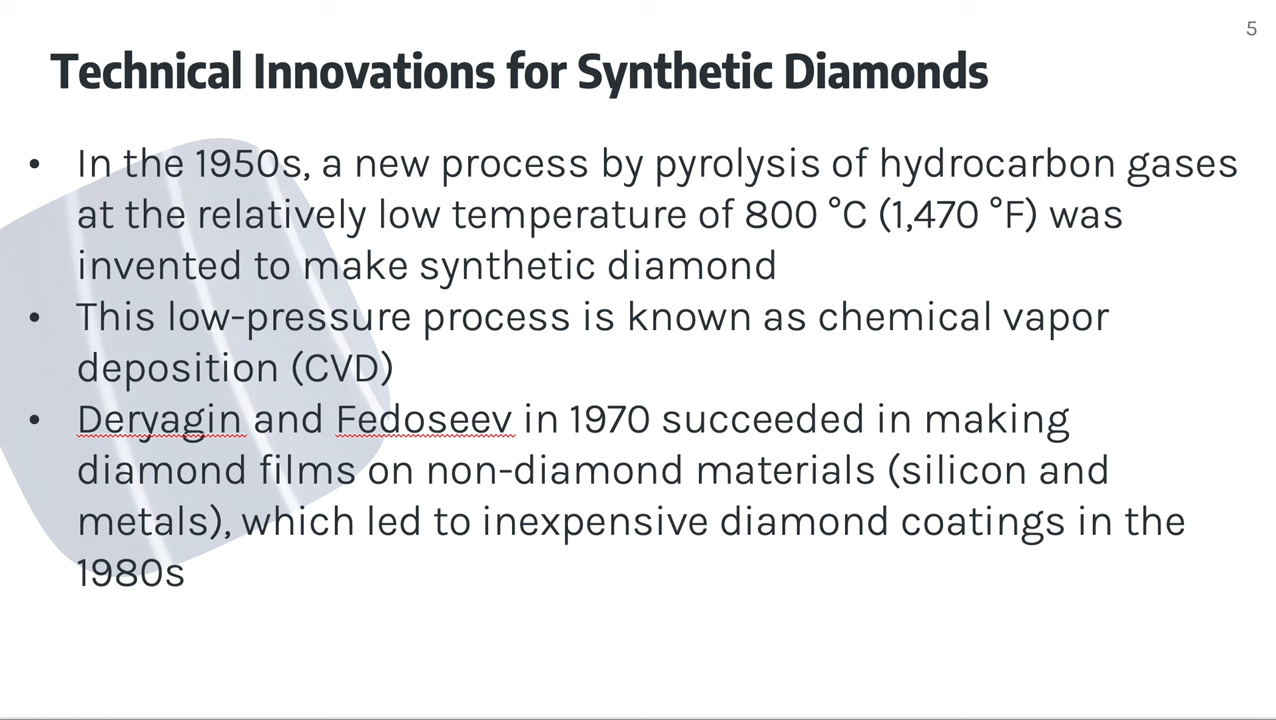 5
Technical Innovations for Synthetic Diamonds
• In the 1950s, a new process by pyrolysis of hydrocarbon gases
at the relatively low temperature of 800 °C (1,470 °F) was
invented to make synthetic diamond
• This low-pressure process is known as chemical vapor
deposition (CVD)
• Deryagin and Fedoseev in 1970 succeeded in making
diamond films on non-diamond materials (silicon and
metals), which led to inexpensive diamond coatings in the
1980s